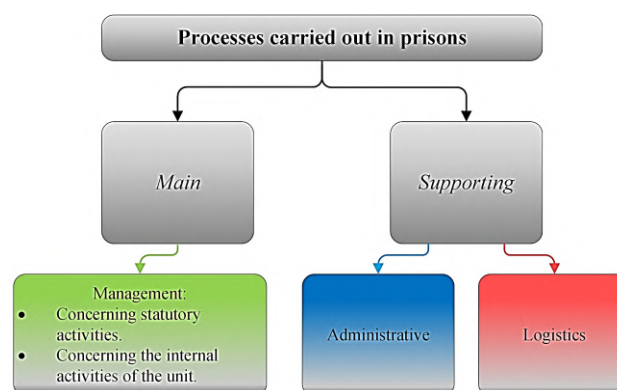 Processes carried out in prisons
Main
Supporting
Management:
• Concerning statutory
activities.
• Concerning the internal
activities of the unit.
Administrative
Logistics